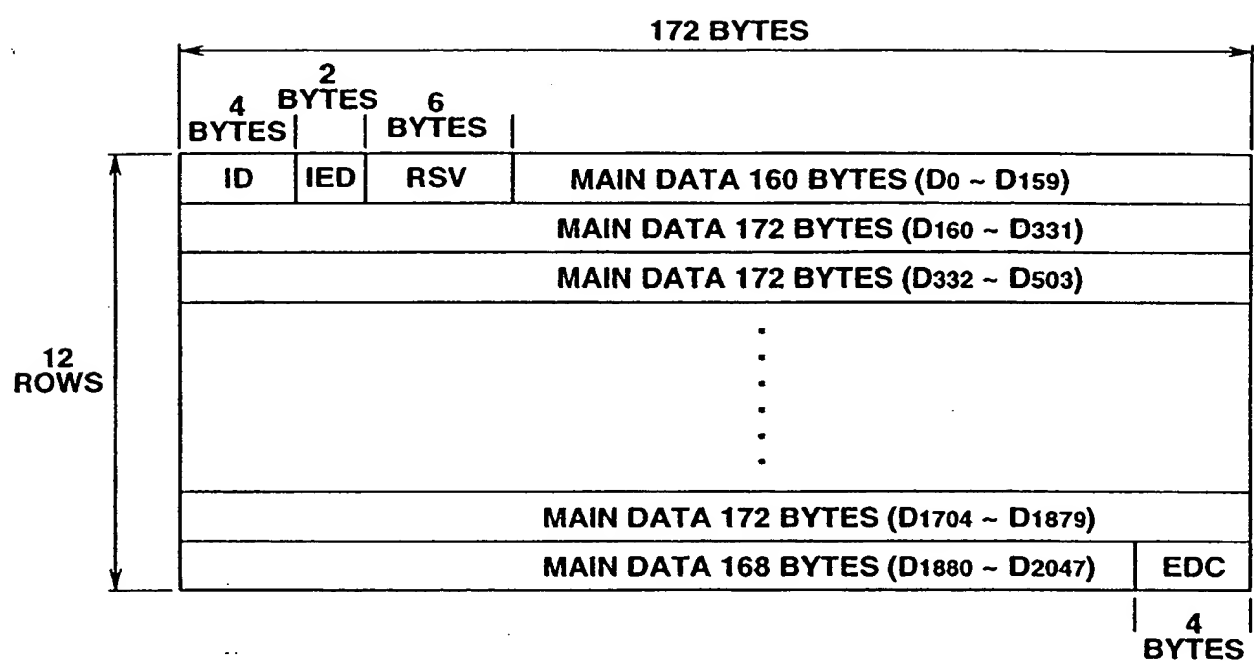 172 BYTES
2
BYTES
4
BYTES
6
BYTES
ID IED RSV MAIN DATA 160 BYTES (D0 ~ D159)
MAIN DATA 172 BYTES (D160 ~ D331)
MAIN DATA 172 BYTES (D332 ~ D503)
12
ROWS
MAIN DATA 172 BYTES (D1704 ~ D1879)
MAIN DATA 168 BYTES (D1880 ~ D2047) EDC
4
BYTES